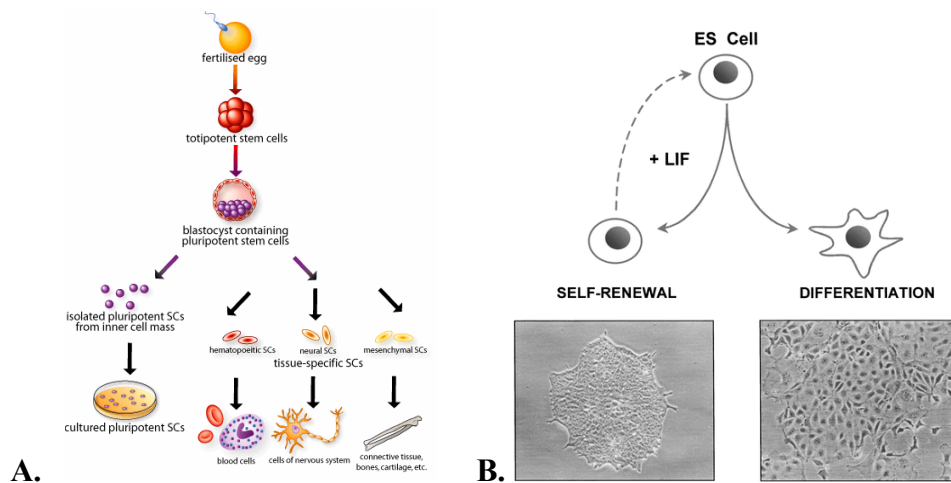 fertilised egg
totipotent stem cells
blastocyst containing
pluripotent stem cells
isolated pluripotent SCs
from inner cell mass
hematopoeitic SCs
neural SCs
mesenchymal SCs
tissue-specific SCs
cultured pluripotent SCs
blood cells
cells of nervous system
connective tissue,
bones, cartilage, etc.
A.
ES Cell
+ LIF
SELF-RENEWAL
DIFFERENTIATION
B.